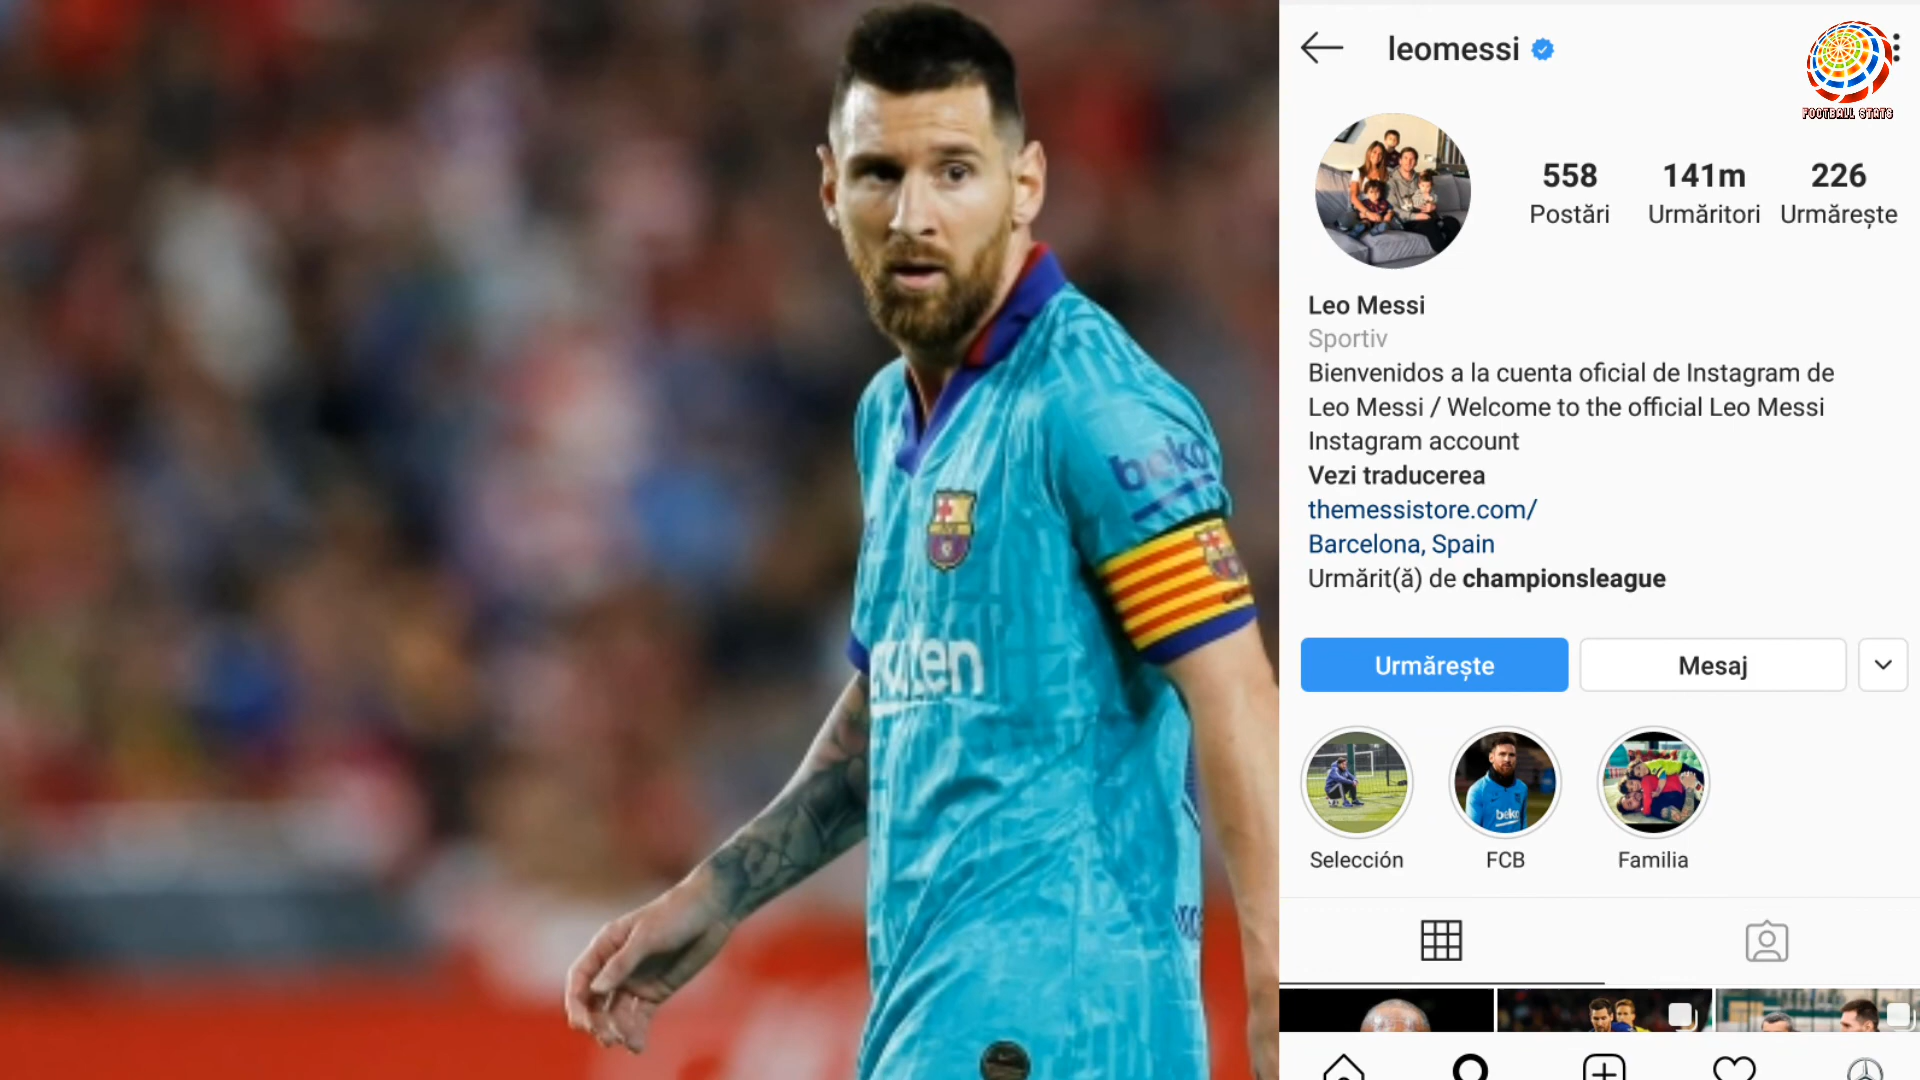 beko
Rakuten
leomessi
FOOTBALL STATS
558
141m
226
Postări
Urmăritori
Urmărește
Leo Messi
Sportiv
Bienvenidos a la cuenta oficial de Instagram de
Leo Messi / Welcome to the official Leo Messi
Instagram account
Vezi traducerea
themessistore.com/
Barcelona, Spain
Urmărit(ă) de championsleague
Urmărește
Mesaj
beko
Selección
FCB
Familia